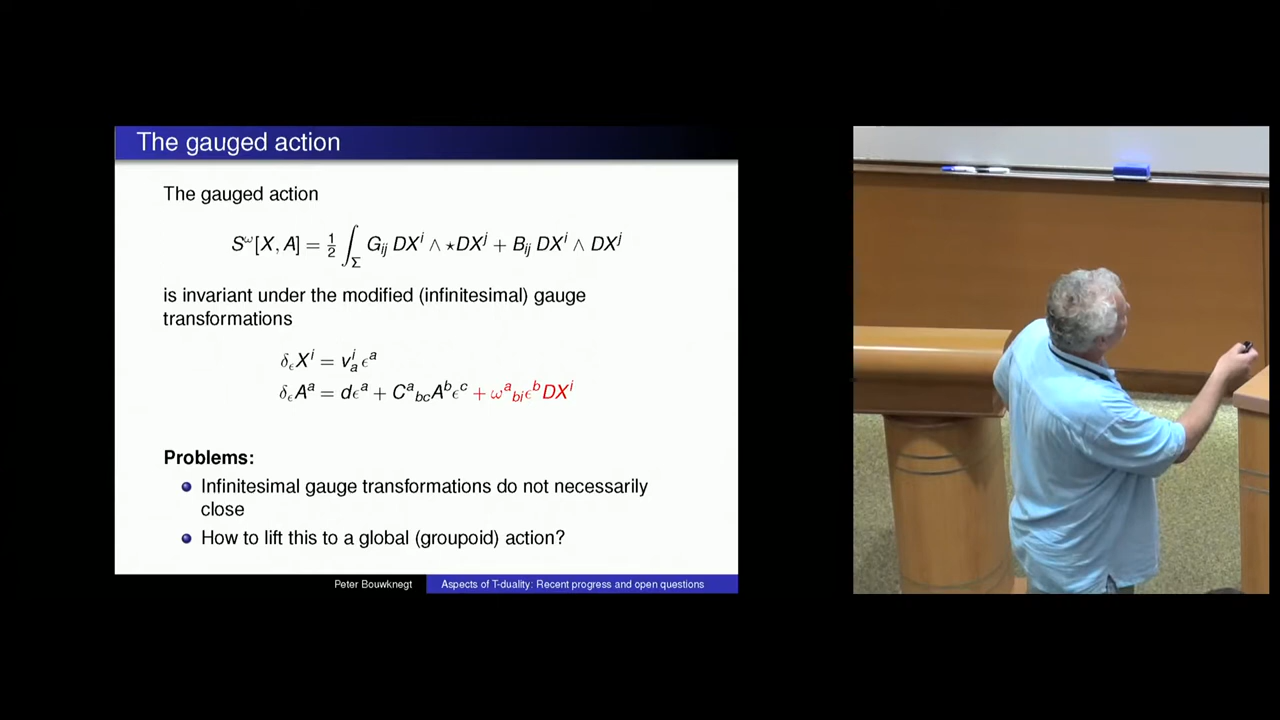 The gauged action
The gauged action
S^ω[X, A] = ½ ∫_Σ G_ij DX^i ∧ ⋆DX^j + B_ij DX^i ∧ DX^j
is invariant under the modified (infinitesimal) gauge
transformations
δ_ϵX^i = v^i_a ϵ^a
δ_ϵA^a = dϵ^a + C^a_bc A^b ϵ^c + ω^a_bi ϵ^b DX^i
Problems:
Infinitesimal gauge transformations do not necessarily
close
How to lift this to a global (groupoid) action?
Peter Bouwknegt
Aspects of T-duality: Recent progress and open questions